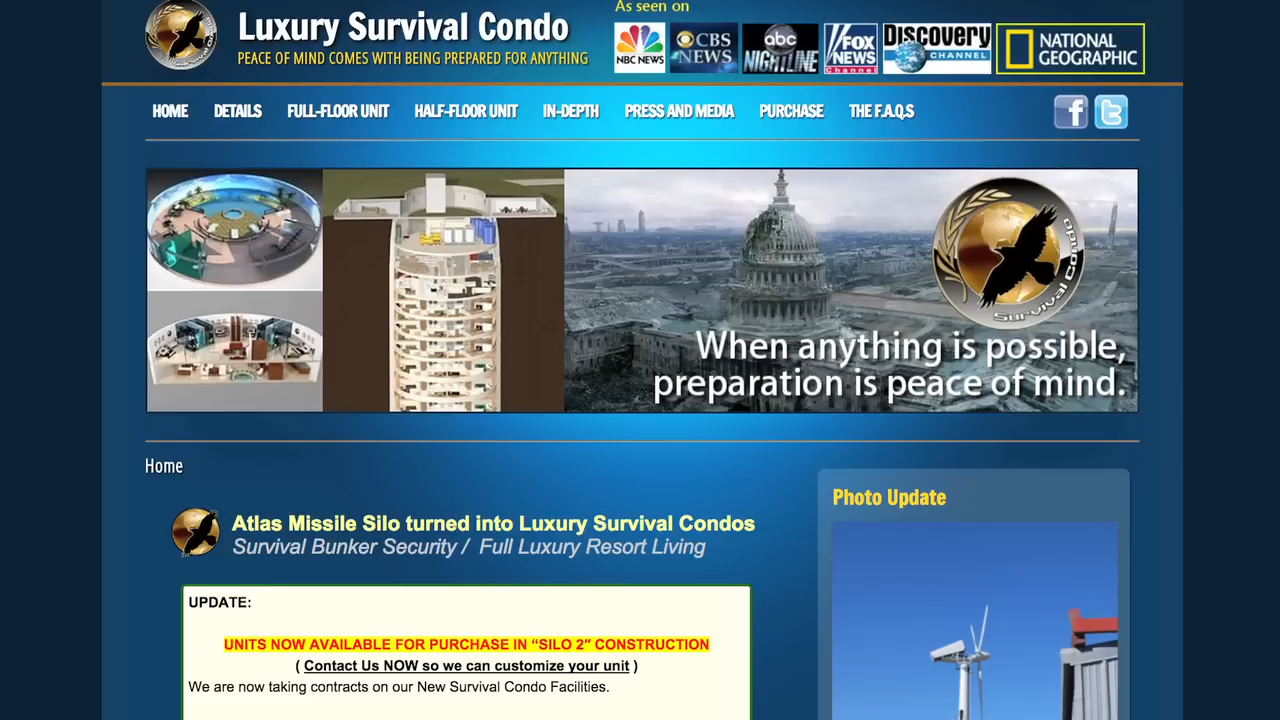 As seen on
Luxury Survival Condo
PEACE OF MIND COMES WITH BEING PREPARED FOR ANYTHING
NBC NEWS
CBS NEWS
abc NIGHTLINE
FOX NEWS Channel
DISCOVERY CHANNEL
NATIONAL GEOGRAPHIC
HOME DETAILS FULL-FLOOR UNIT HALF-FLOOR UNIT IN-DEPTH PRESS AND MEDIA PURCHASE THE F.A.Q.S
f t
Survival Condo
When anything is possible,
preparation is peace of mind.
Home
Photo Update
Atlas Missile Silo turned into Luxury Survival Condos
Survival Bunker Security / Full Luxury Resort Living
UPDATE:
UNITS NOW AVAILABLE FOR PURCHASE IN “SILO 2″ CONSTRUCTION
( Contact Us NOW so we can customize your unit )
We are now taking contracts on our New Survival Condo Facilities.